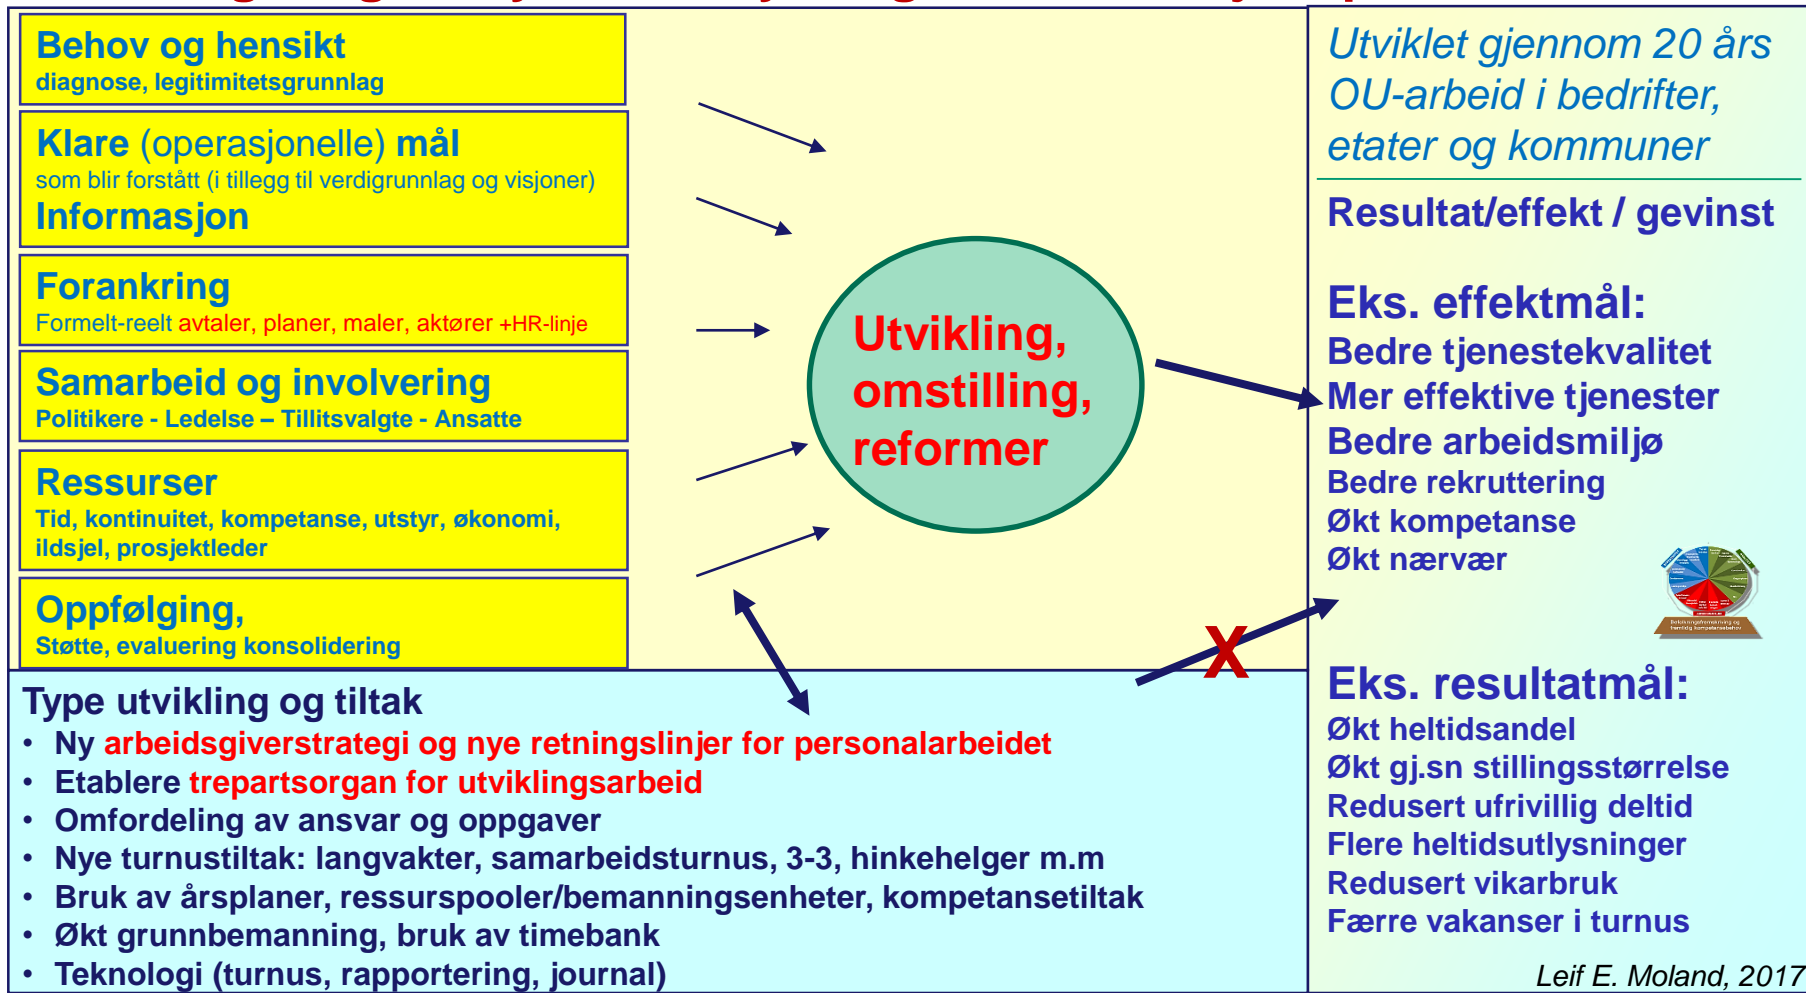 Behov og hensikt
diagnose, legitimitetsgrunnlag
Klare (operasjonelle) mål
som blir forstått (i tillegg til verdigrunnlag og visjoner)
Informasjon
Forankring
Formelt-reelt avtaler, planer, maler, aktører +HR-linje
Samarbeid og involvering
Politikere - Ledelse – Tillitsvalgte - Ansatte
Ressurser
Tid, kontinuitet, kompetanse, utstyr, økonomi,
ildsjel, prosjektleder
Oppfølging,
Støtte, evaluering konsolidering
Utvikling,
omstilling,
reformer
X
Type utvikling og tiltak
• Ny arbeidsgiverstrategi og nye retningslinjer for personalarbeidet
• Etablere trepartsorgan for utviklingsarbeid
• Omfordeling av ansvar og oppgaver
• Nye turnustiltak: langvakter, samarbeidsturnus, 3-3, hinkehelger m.m
• Bruk av årsplaner, ressurspooler/bemanningsenheter, kompetansetiltak
• Økt grunnbemanning, bruk av timebank
• Teknologi (turnus, rapportering, journal)
Utviklet gjennom 20 års
OU-arbeid i bedrifter,
etater og kommuner
Resultat/effekt / gevinst
Eks. effektmål:
Bedre tjenestekvalitet
Mer effektive tjenester
Bedre arbeidsmiljø
Bedre rekruttering
Økt kompetanse
Økt nærvær
Befolkningsfremskrivning og
fremtidig kompetansebehov
Eks. resultatmål:
Økt heltidsandel
Økt gj.sn stillingsstørrelse
Redusert ufrivillig deltid
Flere heltidsutlysninger
Redusert vikarbruk
Færre vakanser i turnus
Leif E. Moland, 2017